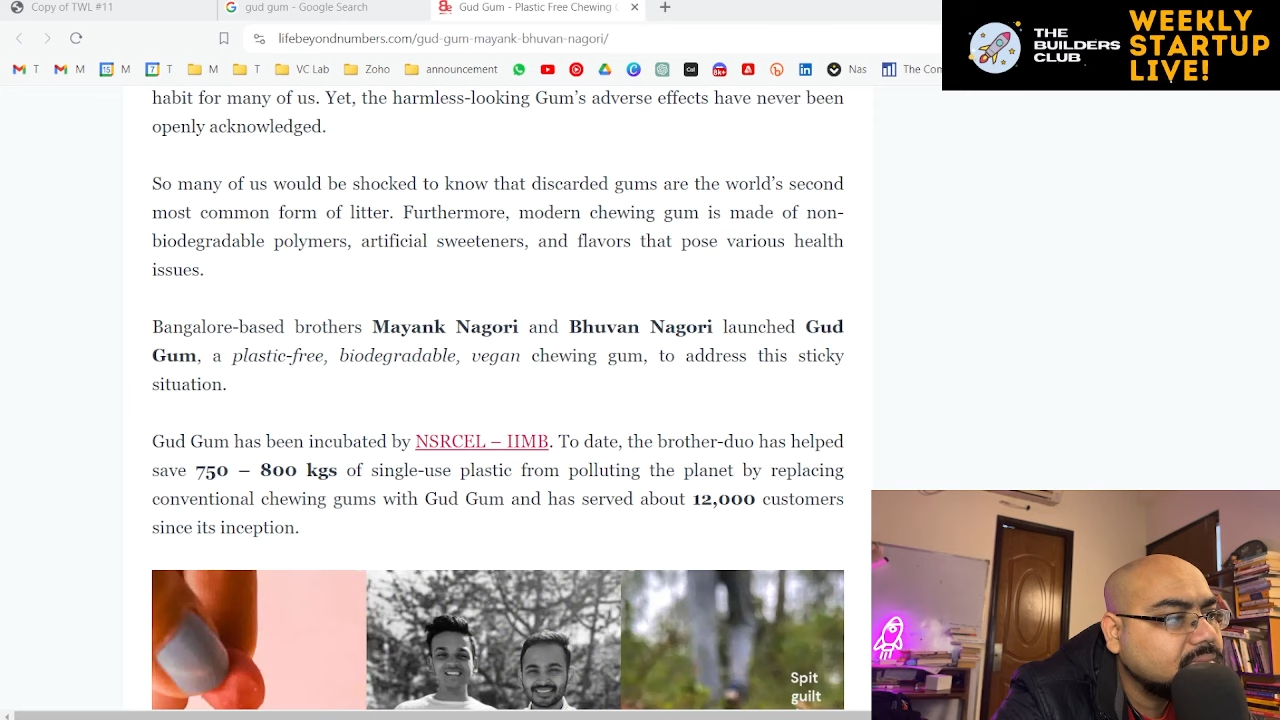 Copy of TWL #11
gud gum - Google Search
Gud Gum - Plastic Free Chewing
lifebeyondnumbers.com/gud-gum-mayank-bhuvan-nagori/
T
M
M
T
M
T
YC Lab
Zoho
announcem
Nas
The Com
THE
BUILDERS
CLUB
WEEKLY
STARTUP
LIVE!
habit for many of us. Yet, the harmless-looking Gum’s adverse effects have never been
openly acknowledged.
So many of us would be shocked to know that discarded gums are the world’s second
most common form of litter. Furthermore, modern chewing gum is made of non-
biodegradable polymers, artificial sweeteners, and flavors that pose various health
issues.
Bangalore-based brothers Mayank Nagori and Bhuvan Nagori launched Gud
Gum, a plastic-free, biodegradable, vegan chewing gum, to address this sticky
situation.
Gud Gum has been incubated by NSRCEL – IIMB. To date, the brother-duo has helped
save 750 – 800 kgs of single-use plastic from polluting the planet by replacing
conventional chewing gums with Gud Gum and has served about 12,000 customers
since its inception.
Spit
guilt